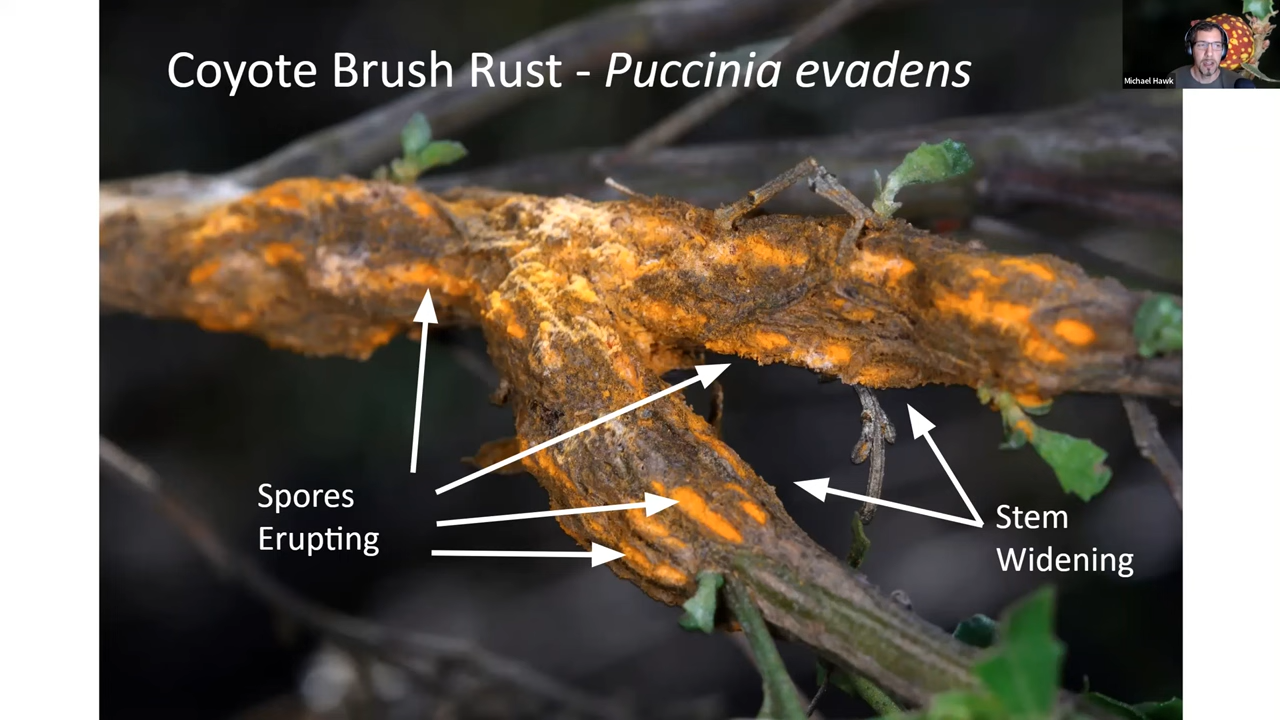 Coyote Brush Rust - Puccinia evadens
Michael Hawk
Spores
Erupting
Stem
Widening